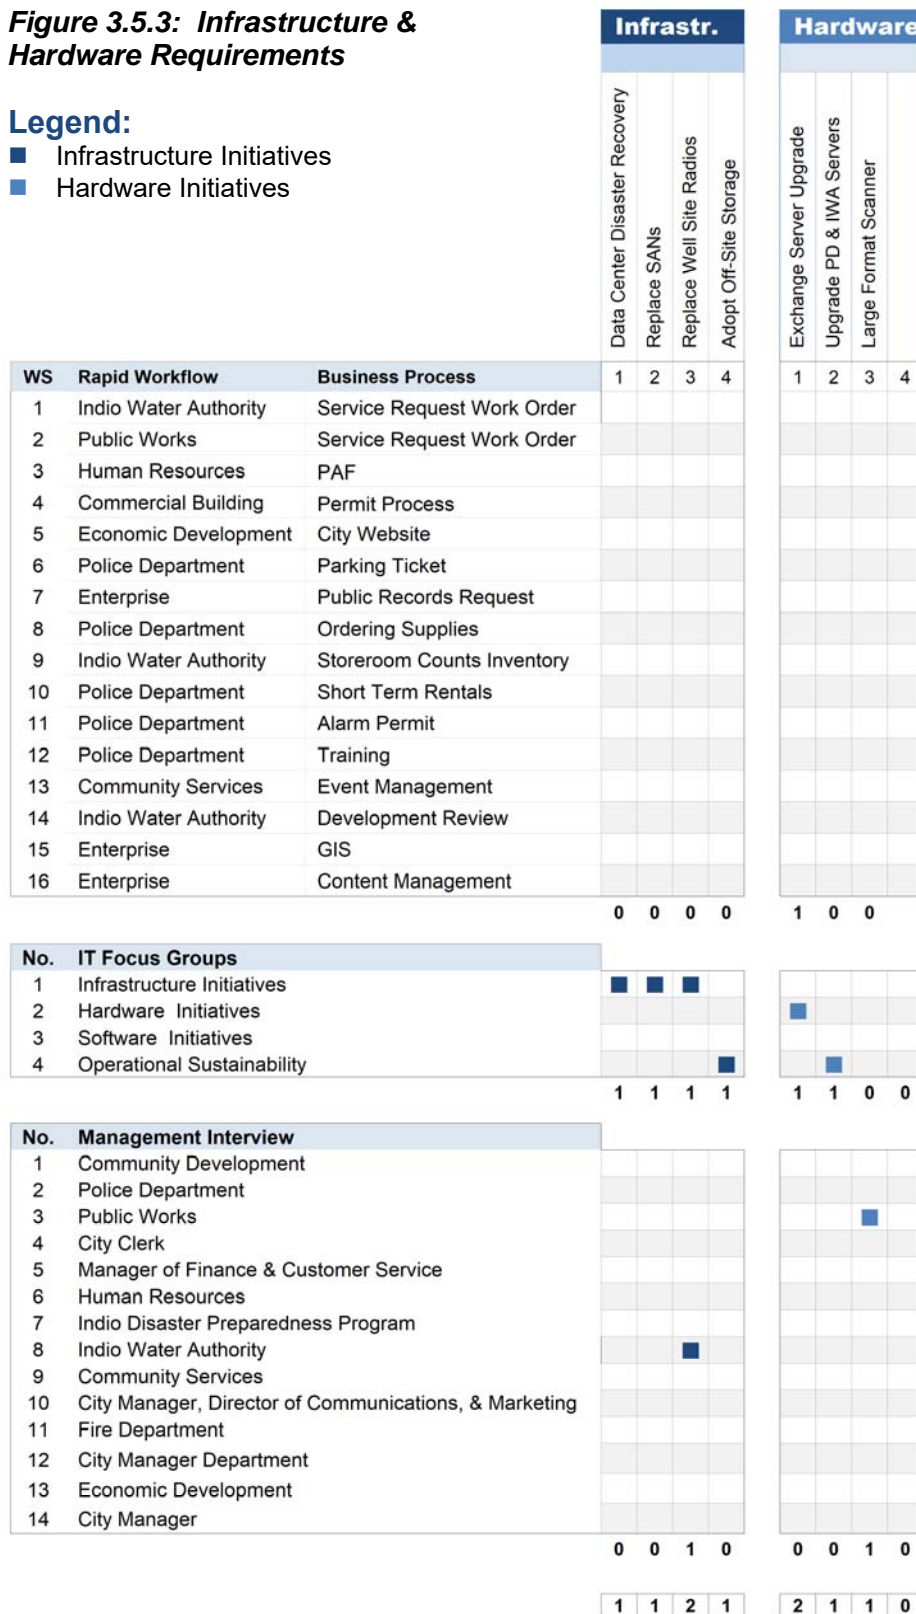 Figure 3.5.3: Infrastructure &
Hardware Requirements
Infrastr.
Hardware
Legend:
Infrastructure Initiatives
Hardware Initiatives
Data Center Disaster Recovery
Replace SANs
Replace Well Site Radios
Adopt Off-Site Storage
Exchange Server Upgrade
Upgrade PD & IWA Servers
Large Format Scanner
WS Rapid Workflow Business Process 1 2 3 4 1 2 3 4
1 Indio Water Authority Service Request Work Order
2 Public Works Service Request Work Order
3 Human Resources PAF
4 Commercial Building Permit Process
5 Economic Development City Website
6 Police Department Parking Ticket
7 Enterprise Public Records Request
8 Police Department Ordering Supplies
9 Indio Water Authority Storeroom Counts Inventory
10 Police Department Short Term Rentals
11 Police Department Alarm Permit
12 Police Department Training
13 Community Services Event Management
14 Indio Water Authority Development Review
15 Enterprise GIS
16 Enterprise Content Management
0 0 0 0 1 0 0
No. IT Focus Groups
1 Infrastructure Initiatives
2 Hardware Initiatives
3 Software Initiatives
4 Operational Sustainability
1 1 1 1 1 1 0 0
No. Management Interview
1 Community Development
2 Police Department
3 Public Works
4 City Clerk
5 Manager of Finance & Customer Service
6 Human Resources
7 Indio Disaster Preparedness Program
8 Indio Water Authority
9 Community Services
10 City Manager, Director of Communications, & Marketing
11 Fire Department
12 City Manager Department
13 Economic Development
14 City Manager
0 0 1 0 0 0 1 0
1 1 2 1 2 1 1 0